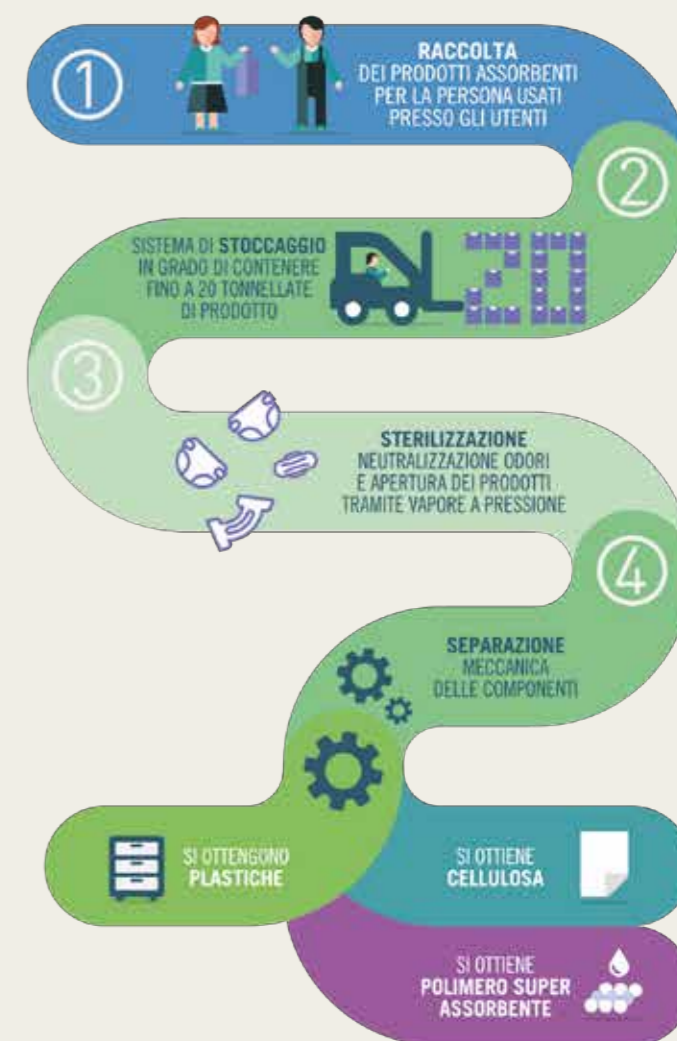 1
RACCOLTA
DEI PRODOTTI ASSORBENTI
PER LA PERSONA USATI
PRESSO GLI UTENTI
2
SISTEMA DI STOCCAGGIO
IN GRADO DI CONTENERE
FINO A 20 TONNELLATE
DI PRODOTTO
20
3
STERILIZZAZIONE
NEUTRALIZZAZIONE ODORI
E APERTURA DEI PRODOTTI
TRAMITE VAPORE A PRESSIONE
4
SEPARAZIONE
MECCANICA
DELLE COMPONENTI
SI OTTENGONO
PLASTICHE
SI OTTIENE
CELLULOSA
SI OTTIENE
POLIMERO SUPER
ASSORBENTE